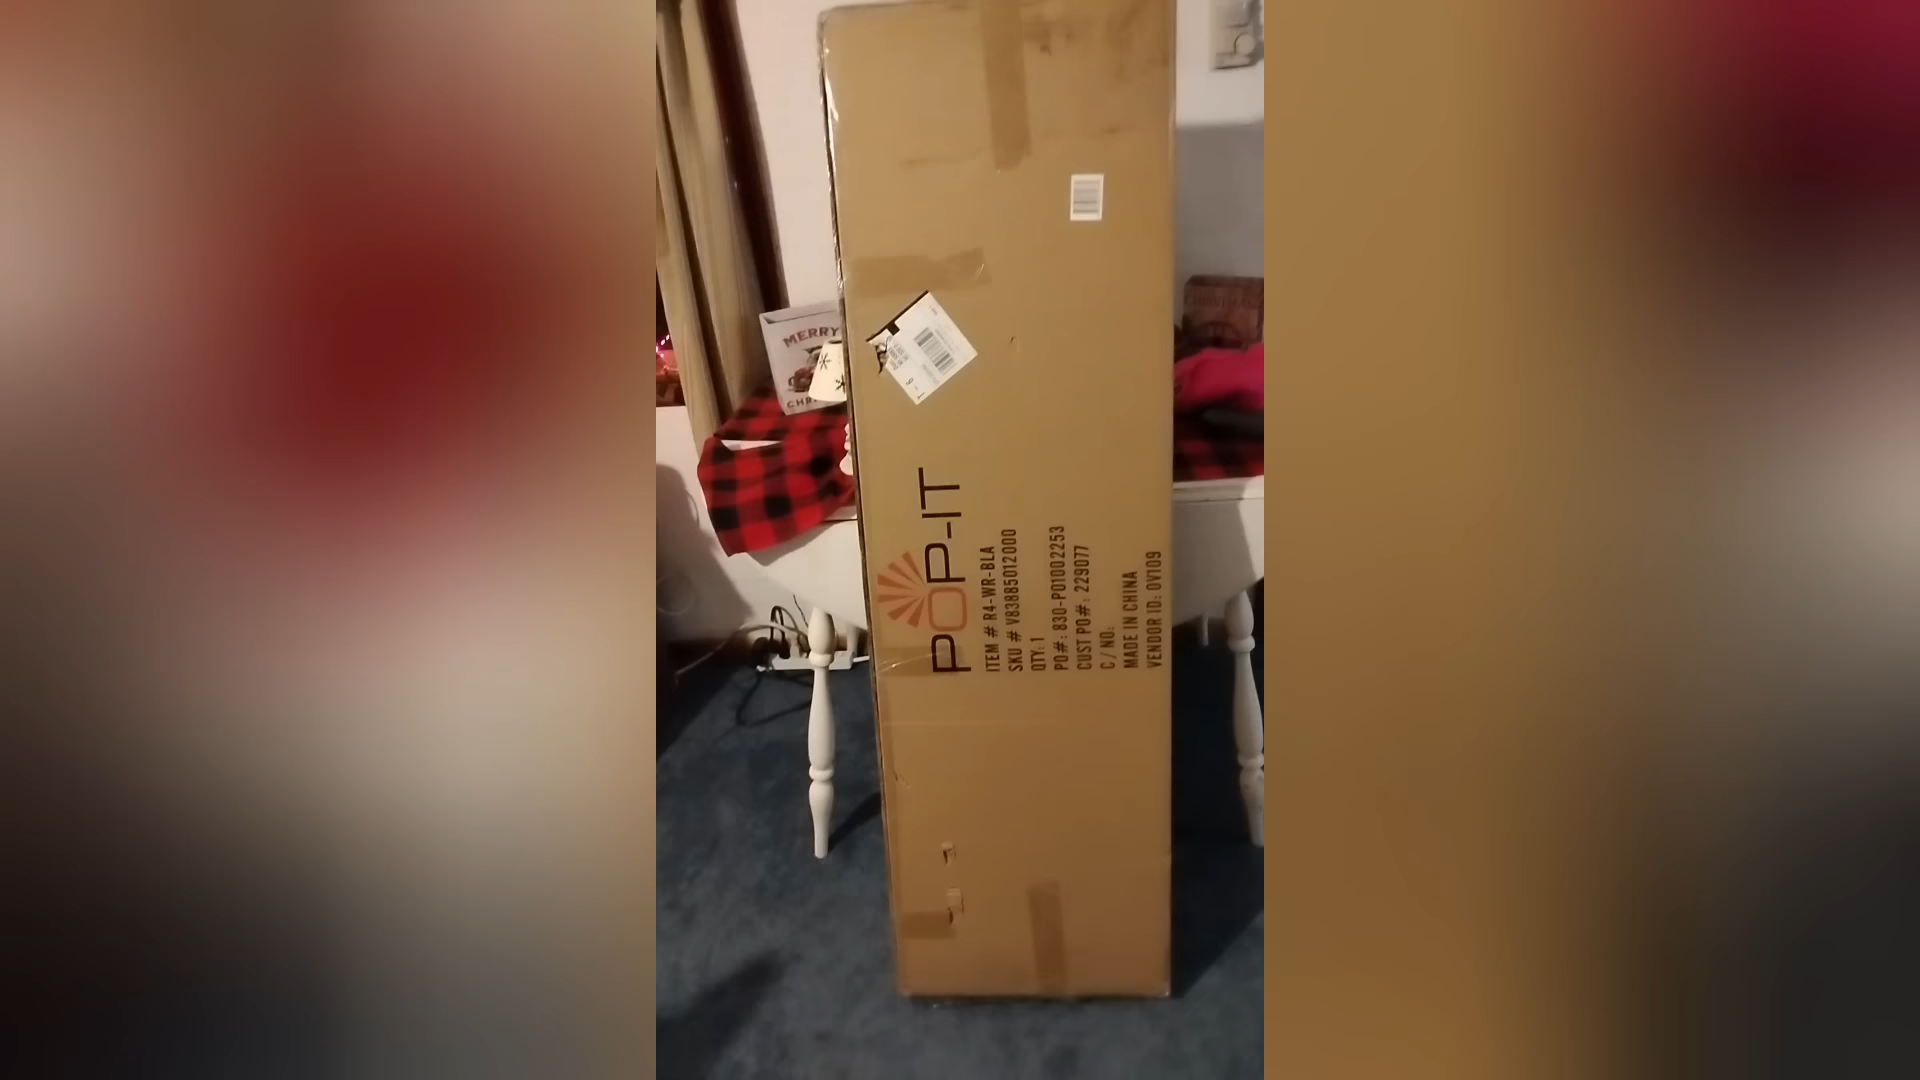 MERRY
CHR
POP-IT
ITEM # R4-WR-BLA
SKU # V83885012000
QTY: 1
PO#: 830-PO1002253
CUST PO#: 229077
C/NO:
MADE IN CHINA
VENDOR ID: OV109